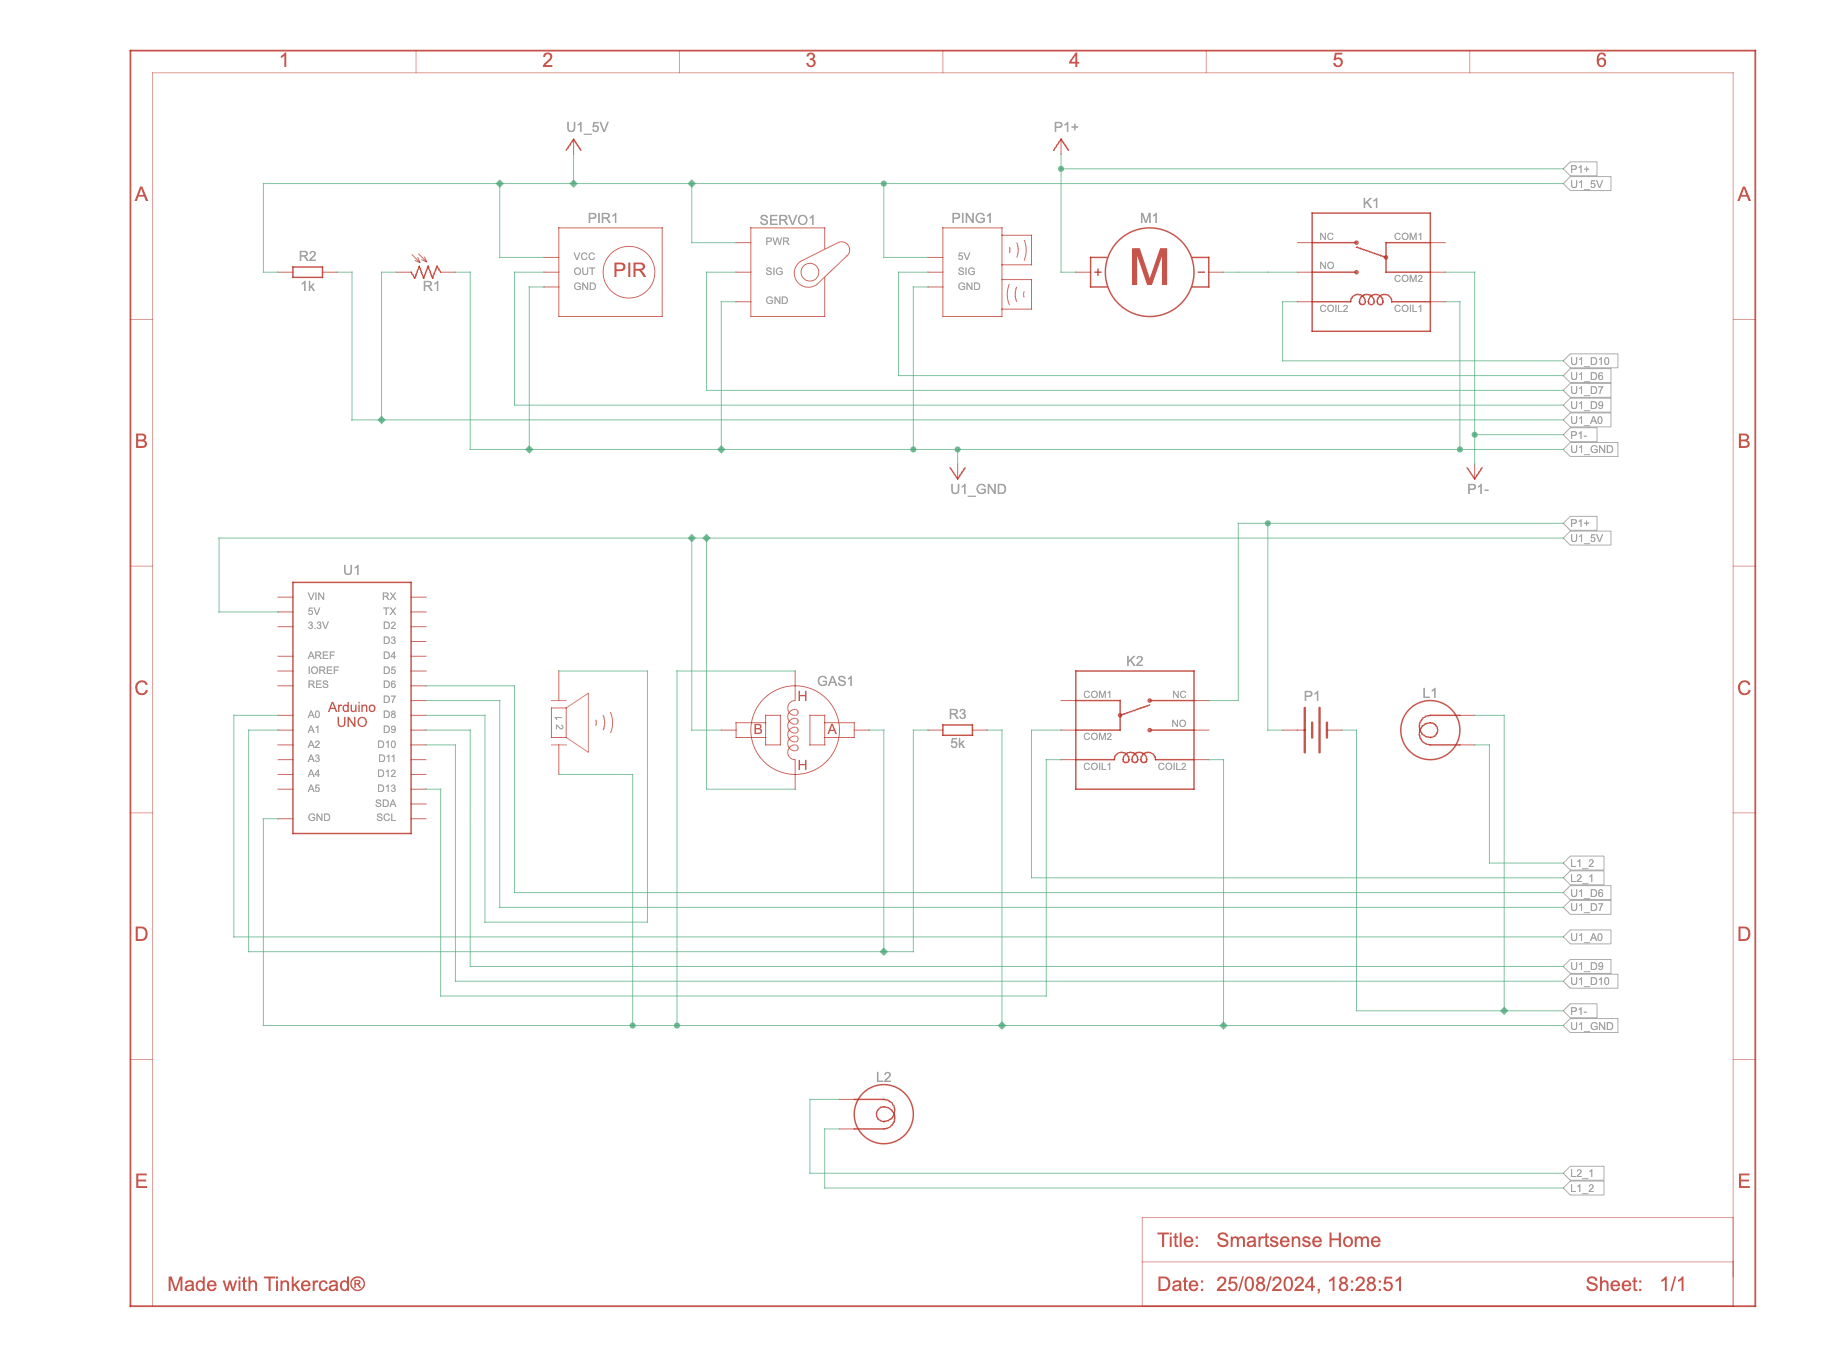 1 2 3 4 5 6
U1_5V P1+
P1+
U1_5V
A A
K1
PIR1 SERVO1 PING1 M1
NC COM1
PWR
R2 VCC 5V
OUT PIR SIG SIG + M - NO
COM2
1k R1 GND GND
GND COIL2 COIL1
U1_D10
U1_D6
U1_D7
U1_D9
U1_A0
P1-
B B
U1_GND
U1_GND P1-
P1+
U1_5V
U1
VIN RX
5V TX
3.3V D2
D3
AREF D4
IOREF D5
RES D6
Arduino
UNO
D7
A0 D8
A1 D9
A2 D10
A3 D11
A4 D12
A5 D13
SDA
GND SCL
C C
L2
GAS1
H
B A
H
R3
5k
K2
COM1 NC
NO
COM2
COIL1 COIL2
P1
L1
L1_2
L2_1
U1_D6
U1_D7
D D
U1_A0
U1_D9
U1_D10
P1-
U1_GND
L2
E E
L2_1
L1_2
Title: Smartsense Home
Made with Tinkercad®
Date: 25/08/2024, 18:28:51 Sheet: 1/1